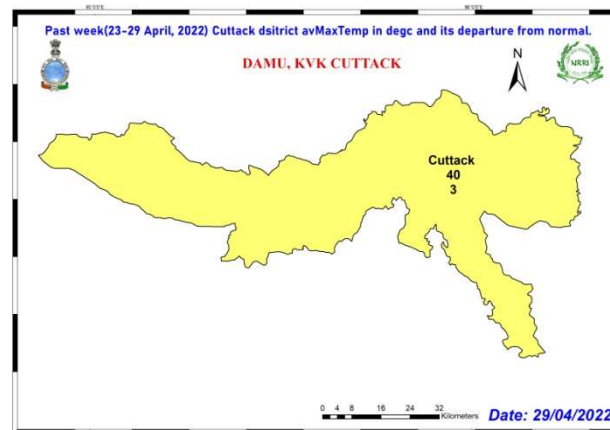 Past week(23-29 April, 2022) Cuttack dsitrict avMaxTemp in degc and its departure from normal.
DAMU, KVK CUTTACK
N
NRRI
Cuttack
40
3
0 4 8 16 24 32
Kilometers
Date: 29/04/2022